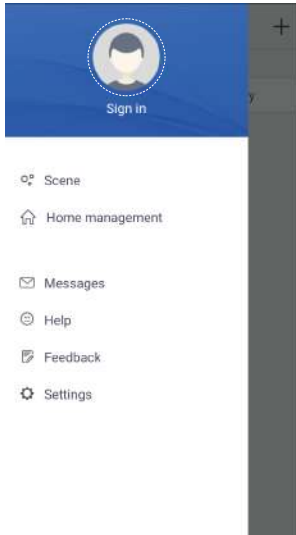 Sign in
y
Scene
Home management
Messages
Help
Feedback
Settings